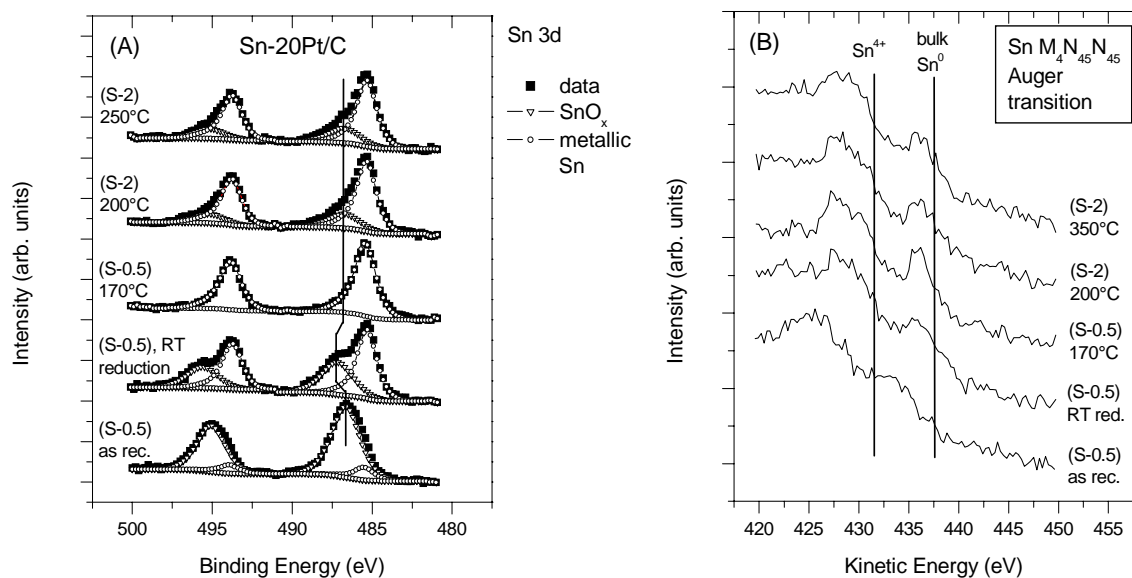 (A)
Sn-20Pt/C
Sn 3d
data
SnOₓ
metallic
Sn
(S-2)
250°C
(S-2)
200°C
(S-0.5)
170°C
(S-0.5), RT
reduction
(S-0.5)
as rec.
Intensity (arb. units)
500 495 490 485 480
Binding Energy (eV)
(B)
Sn⁴⁺
bulk
Sn⁰
Sn M₄N₄₅N₄₅
Auger
transition
(S-2)
350°C
(S-2)
200°C
(S-0.5)
170°C
(S-0.5)
RT red.
(S-0.5)
as rec.
Intensity (arb. units)
420 425 430 435 440 445 450 455
Kinetic Energy (eV)